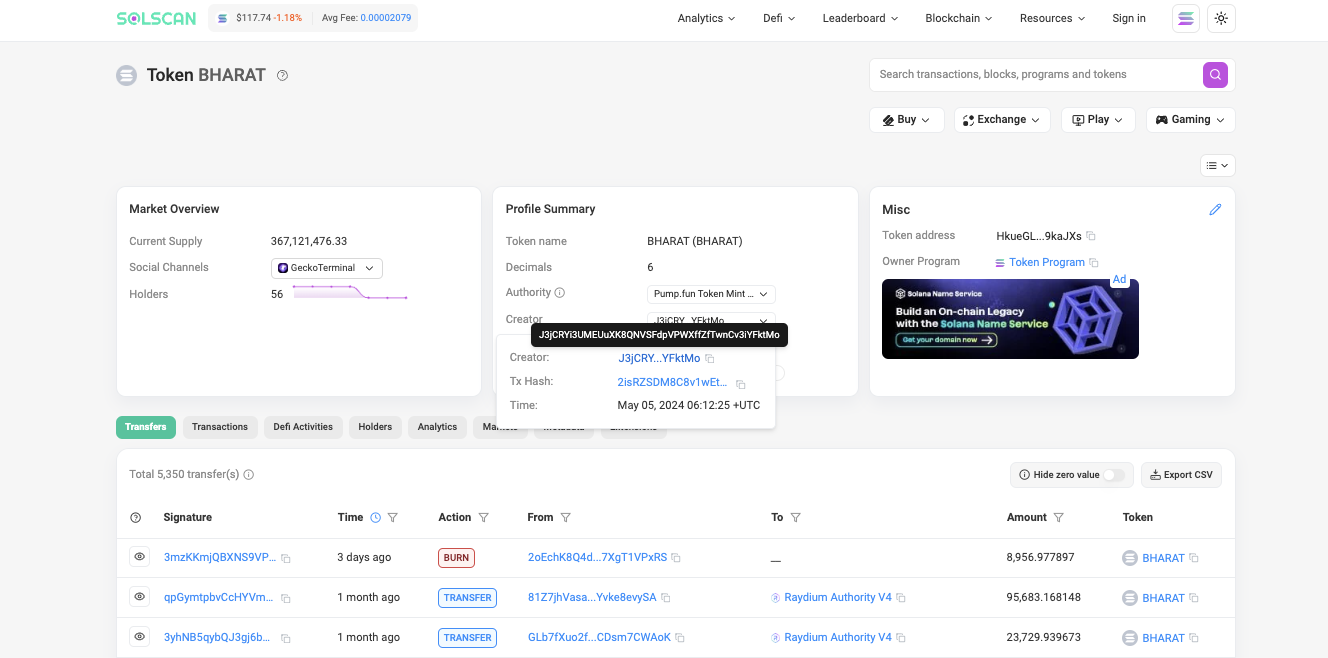 SOLSCAN
$117.74 -1.18%
Avg Fee: 0.00002079
Analytics
Defi
Leaderboard
Blockchain
Resources
Sign in
Token BHARAT
Search transactions, blocks, programs and tokens
Buy
Exchange
Play
Gaming
Market Overview
Current Supply 367,121,476.33
Social Channels GeckoTerminal
Holders 56
Profile Summary
Token name BHARAT (BHARAT)
Decimals 6
Authority Pump.fun Token Mint ...
Creator J3jCRY...YFktMo
J3jCRYi3UMEUuXK8QNVSFdpVPWXffZfTwnCv3iYFktMo
Creator: J3jCRY...YFktMo
Tx Hash: 2isRZSDM8C8v1wEt...
Time: May 05, 2024 06:12:25 +UTC
Misc
Token address HkueGL...9kaJXs
Owner Program Token Program
Ad
Solana Name Service
Build an On-chain Legacy
with the Solana Name Service
Get your domain now
Transfers
Transactions
Defi Activities
Holders
Analytics
Markets
Metadata
Extensions
Total 5,350 transfer(s)
Hide zero value
Export CSV
Signature Time Action From To Amount Token
3mzKKmjQBXNS9VP... 3 days ago BURN 2oEchK8Q4d...7XgT1VPxRS __ 8,956.977897 BHARAT
qpGymtpbvCcHYVm... 1 month ago TRANSFER 81Z7jhVasa...Yvke8evySA Raydium Authority V4 95,683.168148 BHARAT
3yhNB5qybQJ3gj6b... 1 month ago TRANSFER GLb7fXuo2f...CDsm7CWAoK Raydium Authority V4 23,729.939673 BHARAT